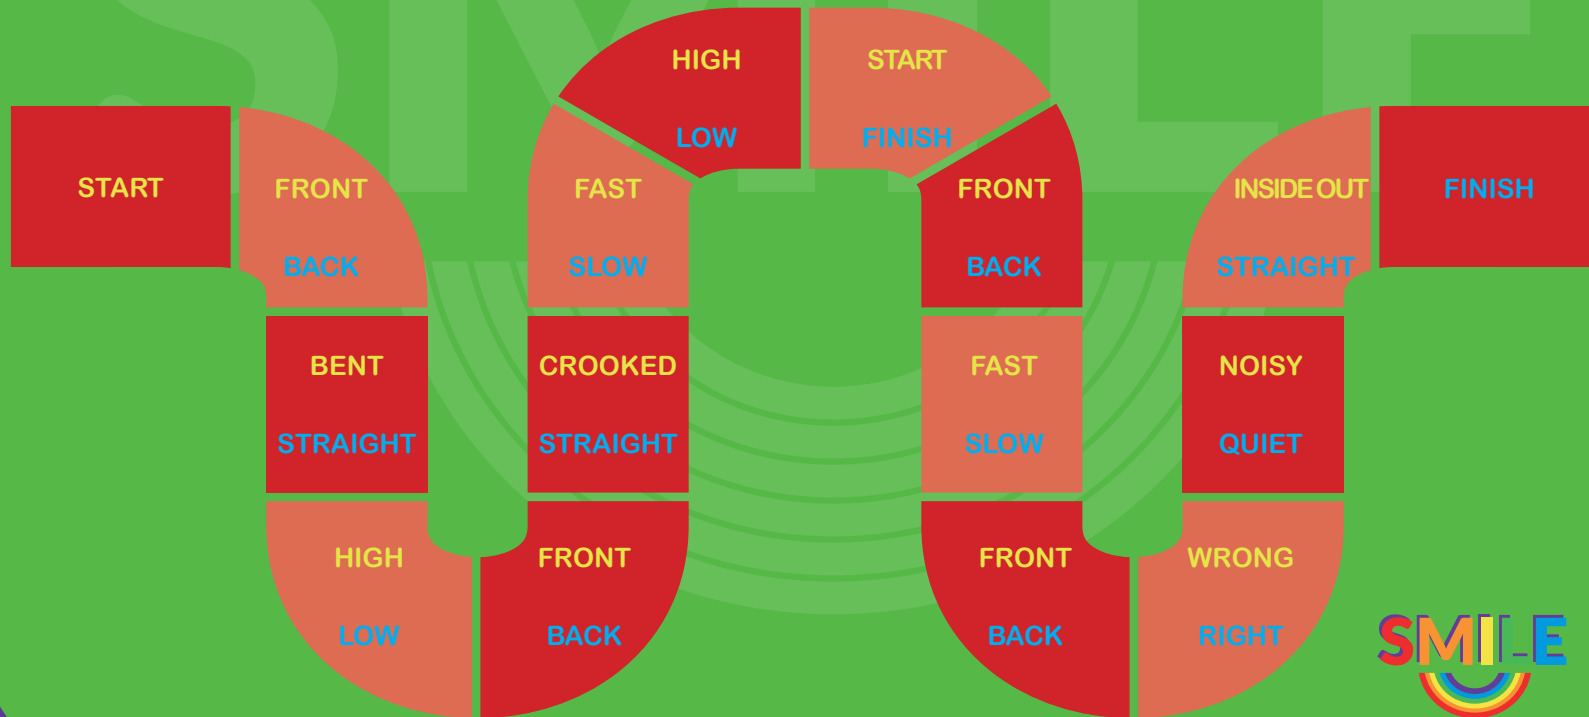 START
FRONT
BACK
BENT
STRAIGHT
HIGH
LOW
FRONT
BACK
CROOKED
STRAIGHT
FAST
SLOW
HIGH
LOW
START
FINISH
FRONT
BACK
FAST
SLOW
FRONT
BACK
WRONG
RIGHT
NOISY
QUIET
INSIDE OUT
STRAIGHT
FINISH
SMILE
SMILE